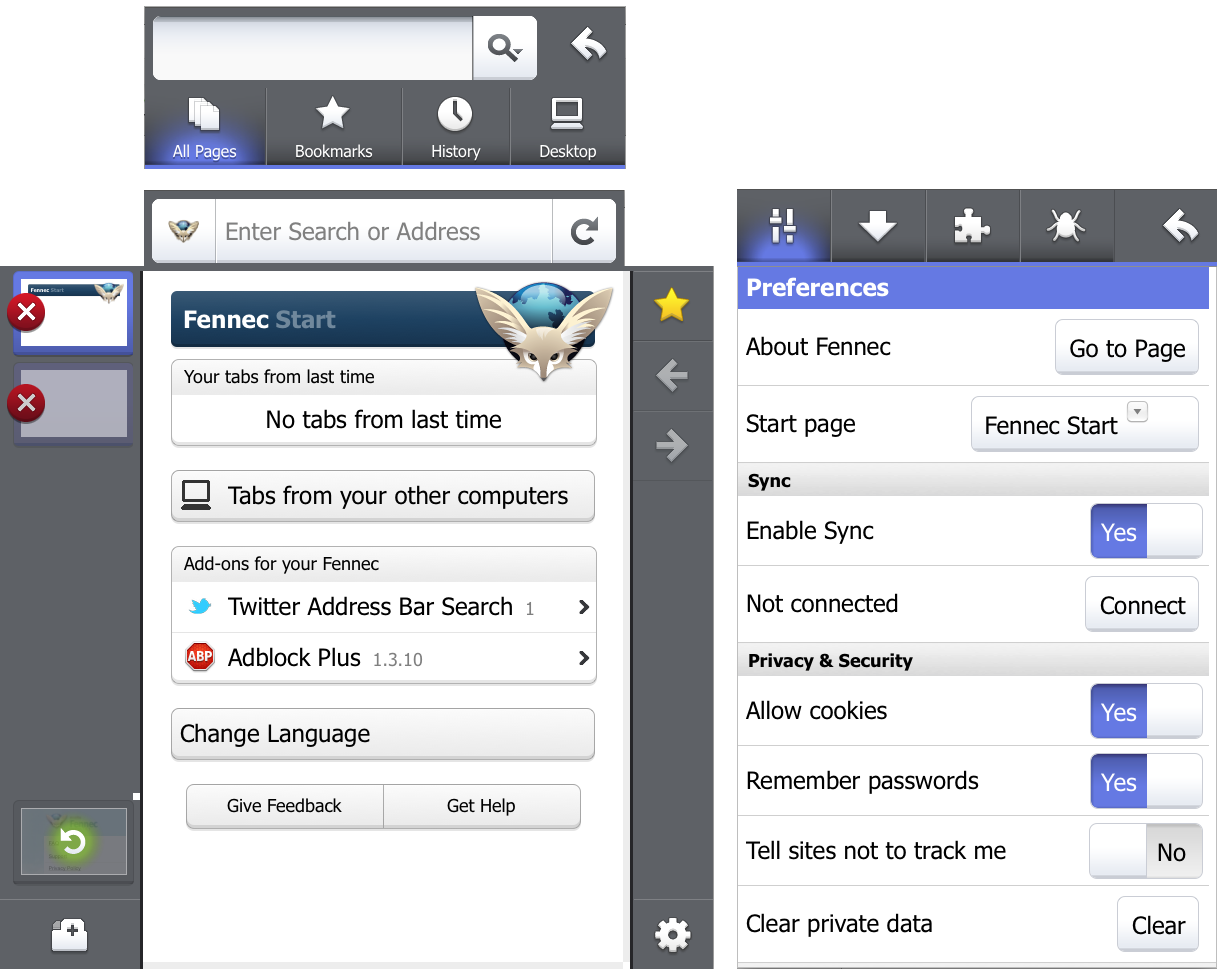 All Pages
Bookmarks
History
Desktop
Enter Search or Address
Fennec Start
Fennec Start
Your tabs from last time
No tabs from last time
Tabs from your other computers
Add-ons for your Fennec
Twitter Address Bar Search 1
ABP Adblock Plus 1.3.10
Change Language
Give Feedback
Get Help
Preferences
About Fennec
Go to Page
Start page
Fennec Start
Sync
Enable Sync
Yes
Not connected
Connect
Privacy & Security
Allow cookies
Yes
Remember passwords
Yes
Tell sites not to track me
No
Clear private data
Clear